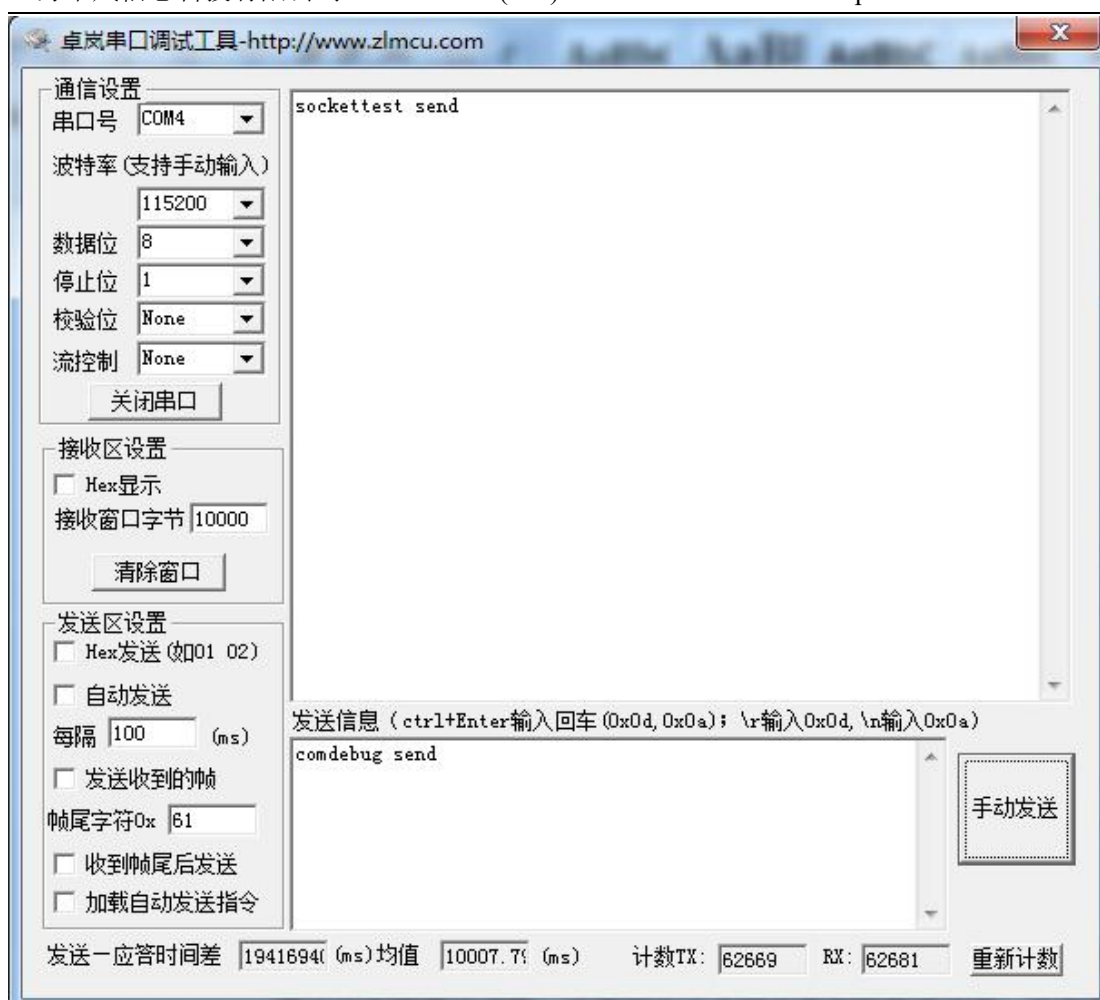 卓岚串口调试工具-http://www.zlmcu.com
通信设置
串口号 COM4
波特率(支持手动输入)
115200
数据位 8
停止位 1
校验位 None
流控制 None
关闭串口
接收区设置
Hex显示
接收窗口字节 10000
清除窗口
发送区设置
Hex发送(如01 02)
自动发送
每隔 100 (ms)
发送收到的帧
帧尾字符0x 61
收到帧尾后发送
加载自动发送指令
sockettest send
发送信息(ctrl+Enter输入回车(0x0d,0x0a); \r输入0x0d, \n输入0x0a)
comdebug send
手动发送
发送一应答时间差 1941694 (ms)均值 10007.7 (ms) 计数TX: 62669 RX: 62681 重新计数